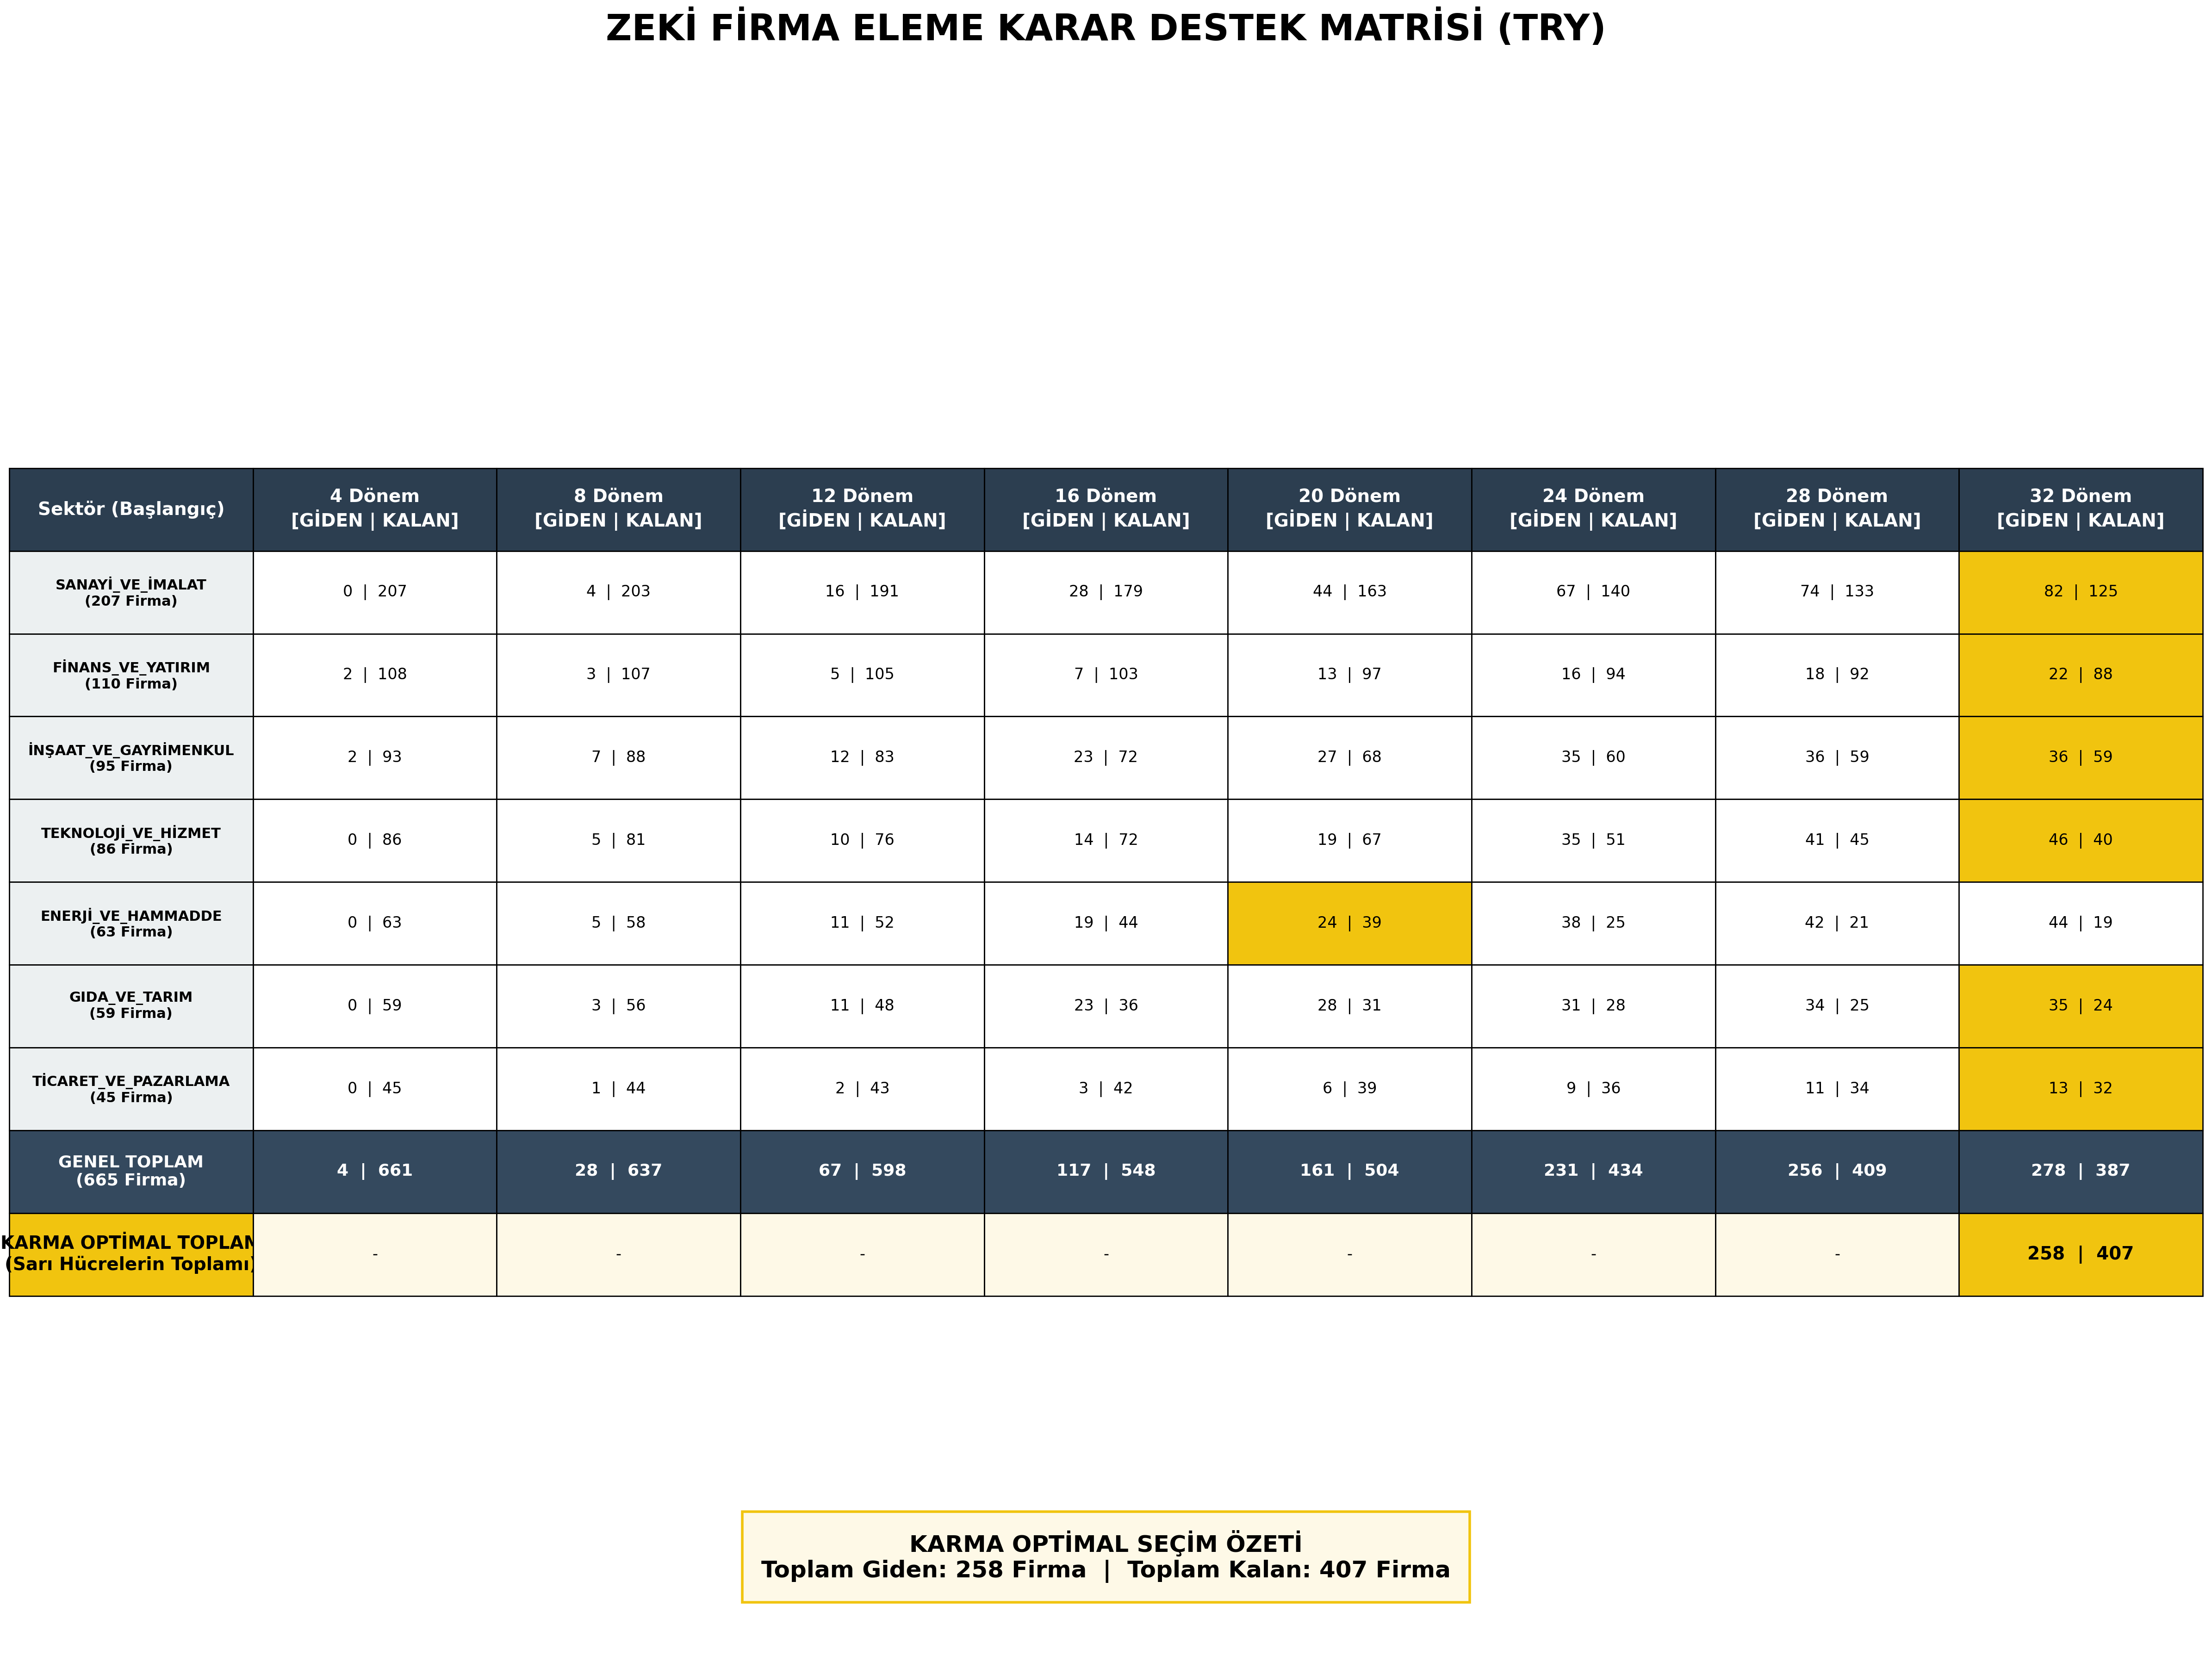 ZEKİ FİRMA ELEME KARAR DESTEK MATRİSİ (TRY)
Sektör (Başlangıç)
4 Dönem
[GİDEN | KALAN]
8 Dönem
[GİDEN | KALAN]
12 Dönem
[GİDEN | KALAN]
16 Dönem
[GİDEN | KALAN]
20 Dönem
[GİDEN | KALAN]
24 Dönem
[GİDEN | KALAN]
28 Dönem
[GİDEN | KALAN]
32 Dönem
[GİDEN | KALAN]
SANAYİ_VE_İMALAT
(207 Firma)
0 | 207
4 | 203
16 | 191
28 | 179
44 | 163
67 | 140
74 | 133
82 | 125
FİNANS_VE_YATIRIM
(110 Firma)
2 | 108
3 | 107
5 | 105
7 | 103
13 | 97
16 | 94
18 | 92
22 | 88
İNŞAAT_VE_GAYRİMENKUL
(95 Firma)
2 | 93
7 | 88
12 | 83
23 | 72
27 | 68
35 | 60
36 | 59
36 | 59
TEKNOLOJİ_VE_HİZMET
(86 Firma)
0 | 86
5 | 81
10 | 76
14 | 72
19 | 67
35 | 51
41 | 45
46 | 40
ENERJİ_VE_HAMMADDE
(63 Firma)
0 | 63
5 | 58
11 | 52
19 | 44
24 | 39
38 | 25
42 | 21
44 | 19
GIDA_VE_TARIM
(59 Firma)
0 | 59
3 | 56
11 | 48
23 | 36
28 | 31
31 | 28
34 | 25
35 | 24
TİCARET_VE_PAZARLAMA
(45 Firma)
0 | 45
1 | 44
2 | 43
3 | 42
6 | 39
9 | 36
11 | 34
13 | 32
GENEL TOPLAM
(665 Firma)
4 | 661
28 | 637
67 | 598
117 | 548
161 | 504
231 | 434
256 | 409
278 | 387
KARMA OPTİMAL TOPLAM
(Sarı Hücrelerin Toplamı)
-
-
-
-
-
-
-
258 | 407
KARMA OPTİMAL SEÇİM ÖZETİ
Toplam Giden: 258 Firma | Toplam Kalan: 407 Firma